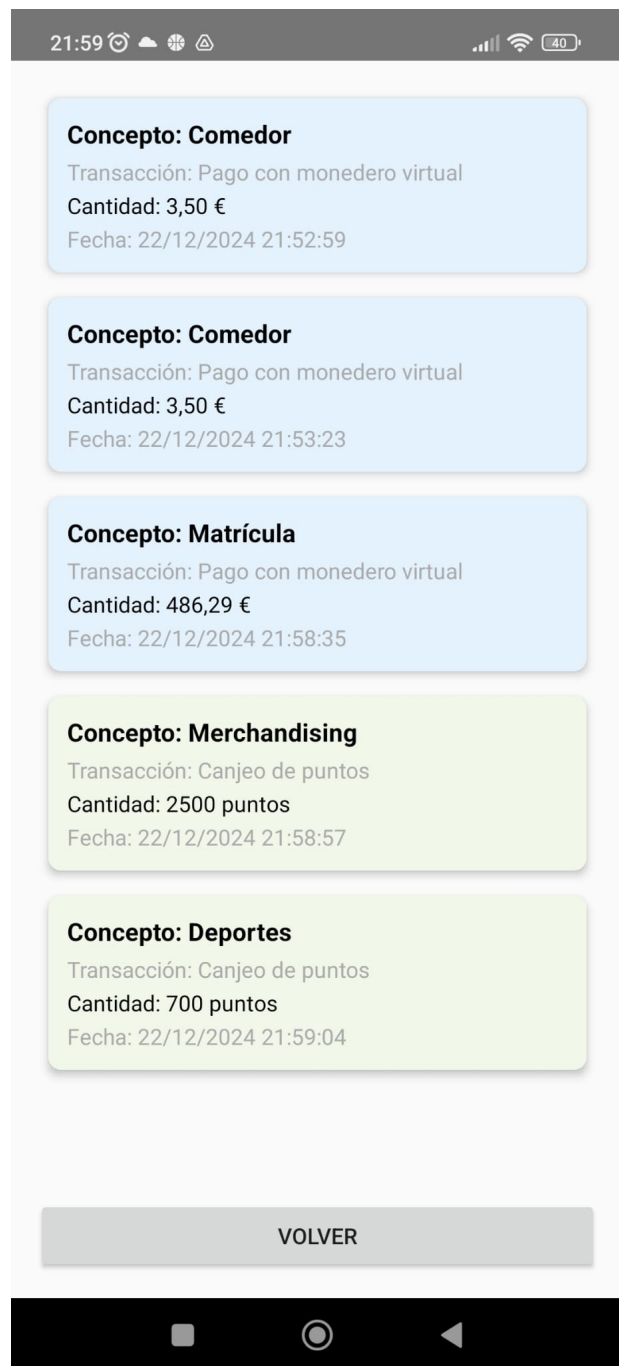 21:59
40
Concepto: Comedor
Transacción: Pago con monedero virtual
Cantidad: 3,50 €
Fecha: 22/12/2024 21:52:59
Concepto: Comedor
Transacción: Pago con monedero virtual
Cantidad: 3,50 €
Fecha: 22/12/2024 21:53:23
Concepto: Matrícula
Transacción: Pago con monedero virtual
Cantidad: 486,29 €
Fecha: 22/12/2024 21:58:35
Concepto: Merchandising
Transacción: Canjeo de puntos
Cantidad: 2500 puntos
Fecha: 22/12/2024 21:58:57
Concepto: Deportes
Transacción: Canjeo de puntos
Cantidad: 700 puntos
Fecha: 22/12/2024 21:59:04
VOLVER